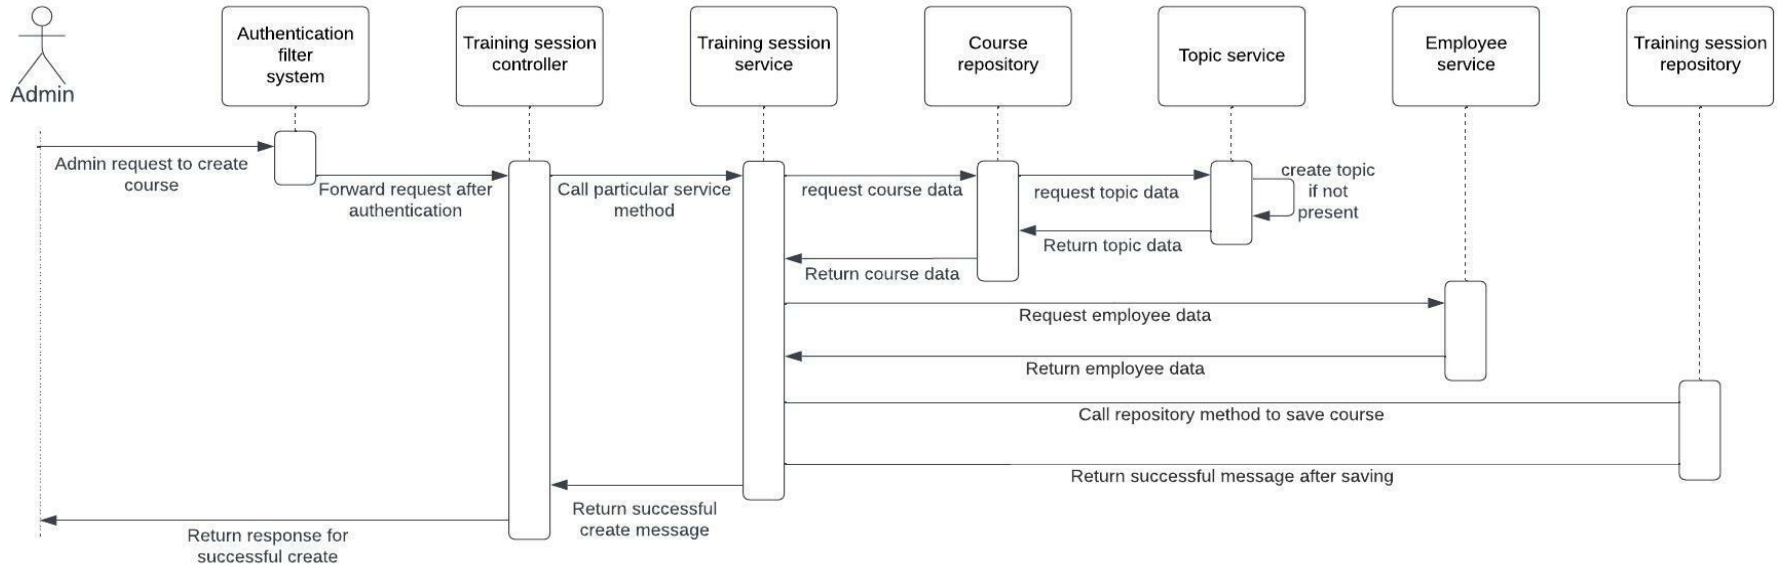 Admin
Authentication
filter
system
Training session
controller
Training session
service
Course
repository
Topic service
Employee
service
Training session
repository
Admin request to create
course
Forward request after
authentication
Call particular service
method
request course data
request topic data
create topic
if not
present
Return topic data
Return course data
Request employee data
Return employee data
Call repository method to save course
Return successful message after saving
Return successful
create message
Return response for
successful create